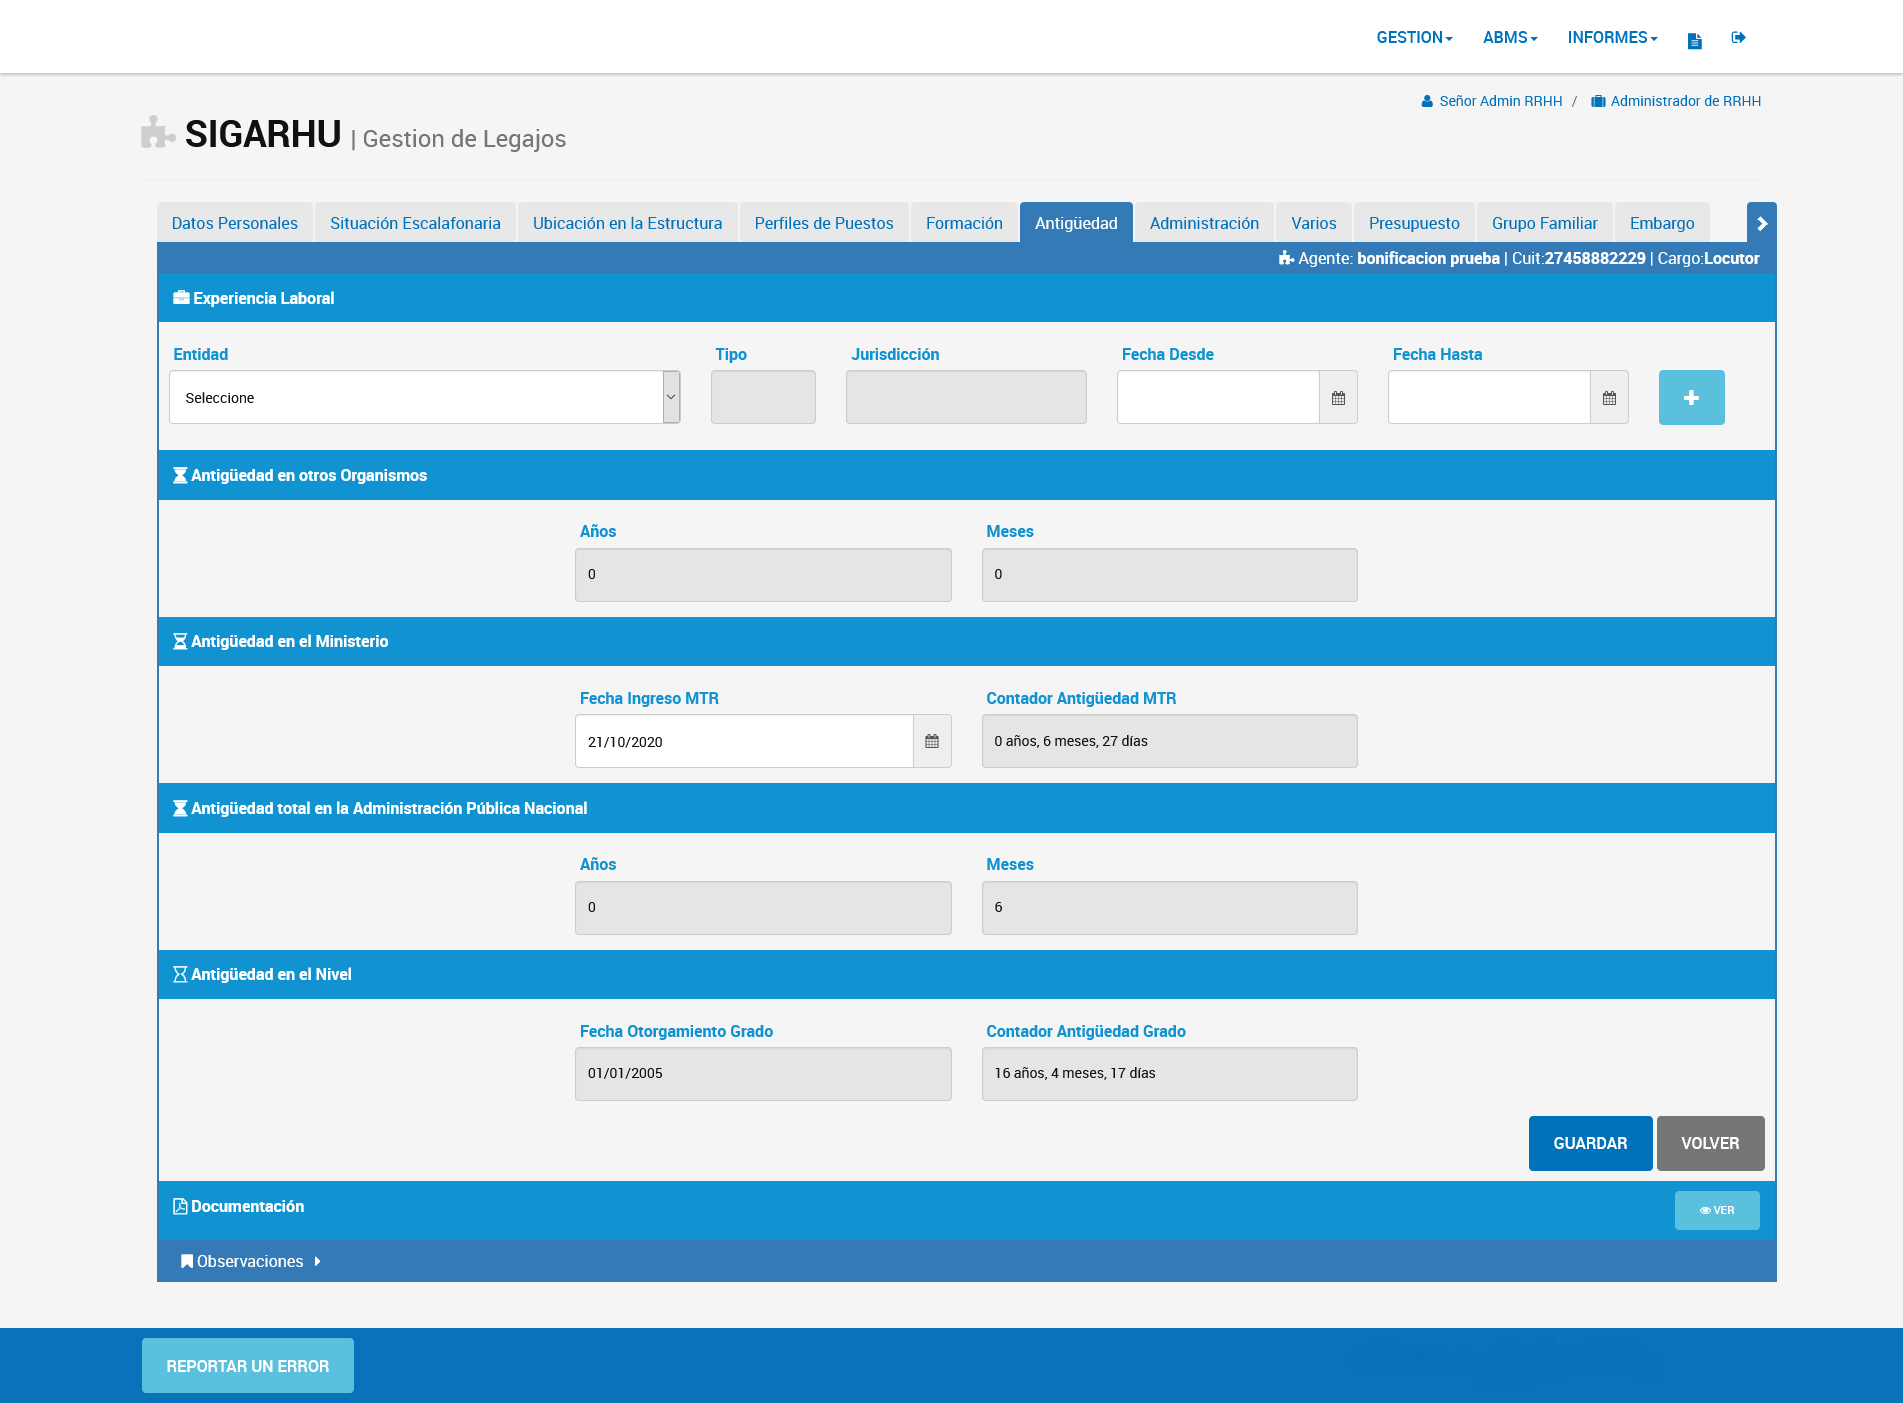 GESTION ABMS INFORMES
Señor Admin RRHH / Administrador de RRHH
SIGARHU | Gestion de Legajos
Datos Personales Situación Escalafonaria Ubicación en la Estructura Perfiles de Puestos Formación Antigüedad Administración Varios Presupuesto Grupo Familiar Embargo
Agente: bonificacion prueba | Cuit:27458882229 | Cargo:Locutor
Experiencia Laboral
Entidad Tipo Jurisdicción Fecha Desde Fecha Hasta
Seleccione
Antigüedad en otros Organismos
Años Meses
0 0
Antigüedad en el Ministerio
Fecha Ingreso MTR Contador Antigüedad MTR
21/10/2020 0 años, 6 meses, 27 días
Antigüedad total en la Administración Pública Nacional
Años Meses
0 6
Antigüedad en el Nivel
Fecha Otorgamiento Grado Contador Antigüedad Grado
01/01/2005 16 años, 4 meses, 17 días
GUARDAR VOLVER
Documentación VER
Observaciones
REPORTAR UN ERROR